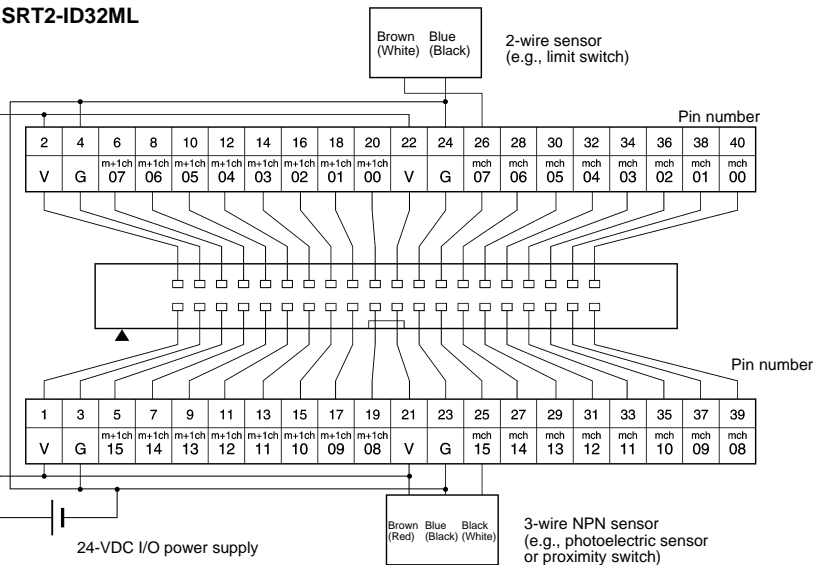 SRT2-ID32ML
Brown Blue
(White) (Black)
2-wire sensor
(e.g., limit switch)
Pin number
2 4 6 8 10 12 14 16 18 20 22 24 26 28 30 32 34 36 38 40
m+1ch m+1ch m+1ch m+1ch m+1ch m+1ch m+1ch m+1ch mch mch mch mch mch mch mch mch
V G 07 06 05 04 03 02 01 00 V G 07 06 05 04 03 02 01 00
Pin number
1 3 5 7 9 11 13 15 17 19 21 23 25 27 29 31 33 35 37 39
m+1ch m+1ch m+1ch m+1ch m+1ch m+1ch m+1ch m+1ch mch mch mch mch mch mch mch mch
V G 15 14 13 12 11 10 09 08 V G 15 14 13 12 11 10 09 08
Brown Blue Black
(Red) (Black) (White)
3-wire NPN sensor
(e.g., photoelectric sensor
or proximity switch)
24-VDC I/O power supply